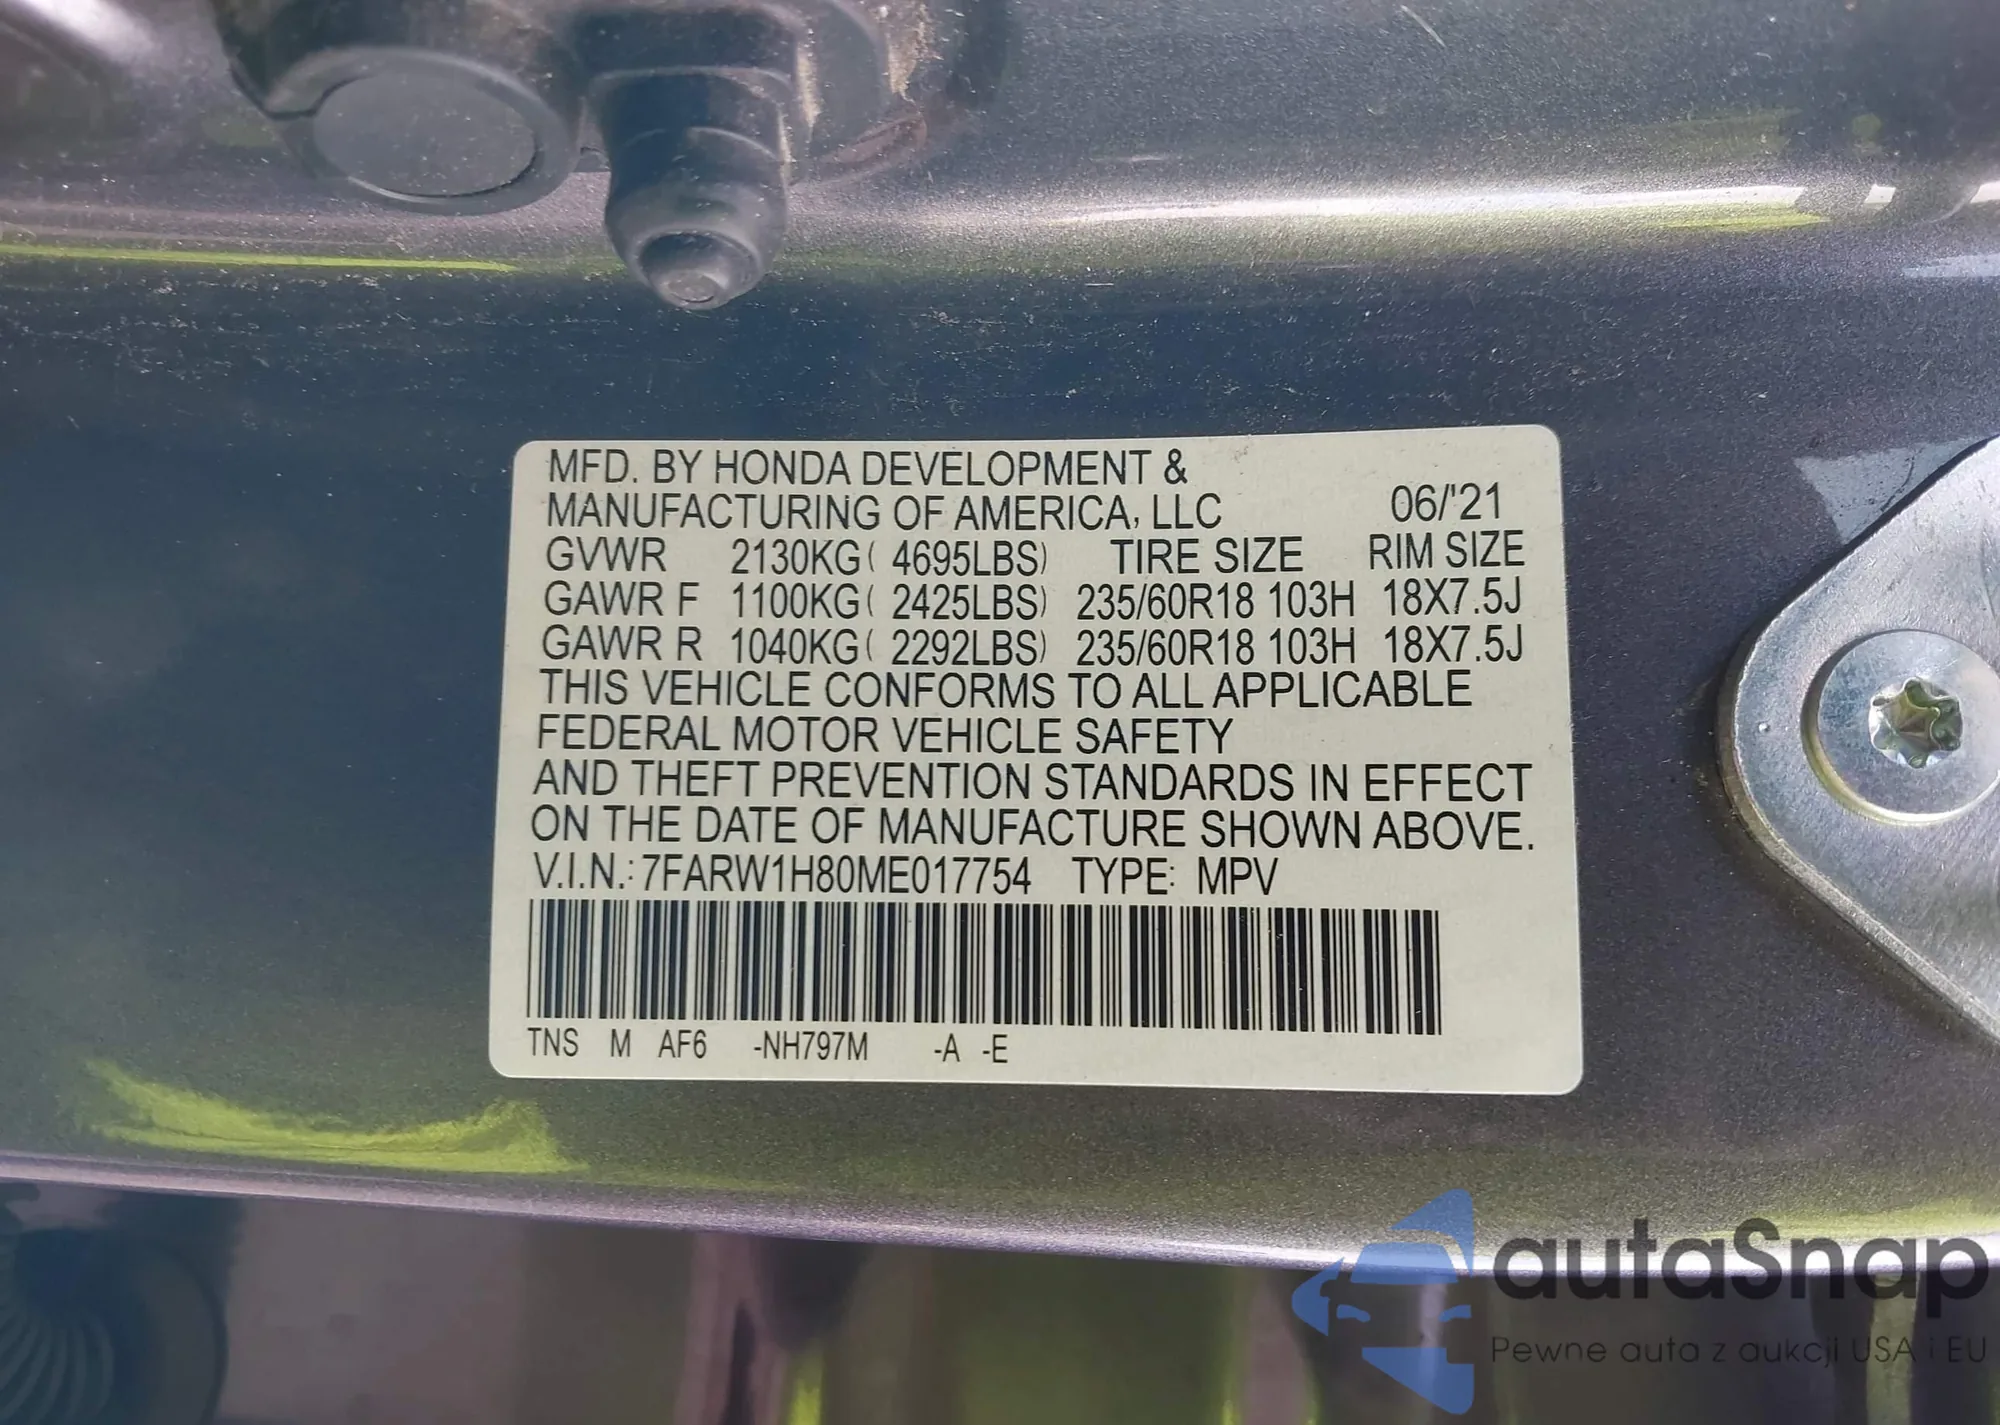 MFD. BY HONDA DEVELOPMENT &
MANUFACTURING OF AMERICA, LLC 06/'21
GVWR 2130KG( 4695LBS) TIRE SIZE RIM SIZE
GAWR F 1100KG( 2425LBS) 235/60R18 103H 18X7.5J
GAWR R 1040KG( 2292LBS) 235/60R18 103H 18X7.5J
THIS VEHICLE CONFORMS TO ALL APPLICABLE
FEDERAL MOTOR VEHICLE SAFETY
AND THEFT PREVENTION STANDARDS IN EFFECT
ON THE DATE OF MANUFACTURE SHOWN ABOVE.
V.I.N.: 7FARW1H80ME017754 TYPE: MPV
TNS M AF6 -NH797M -A -E
autaSnap
Pewne auta z aukcji USA i EU